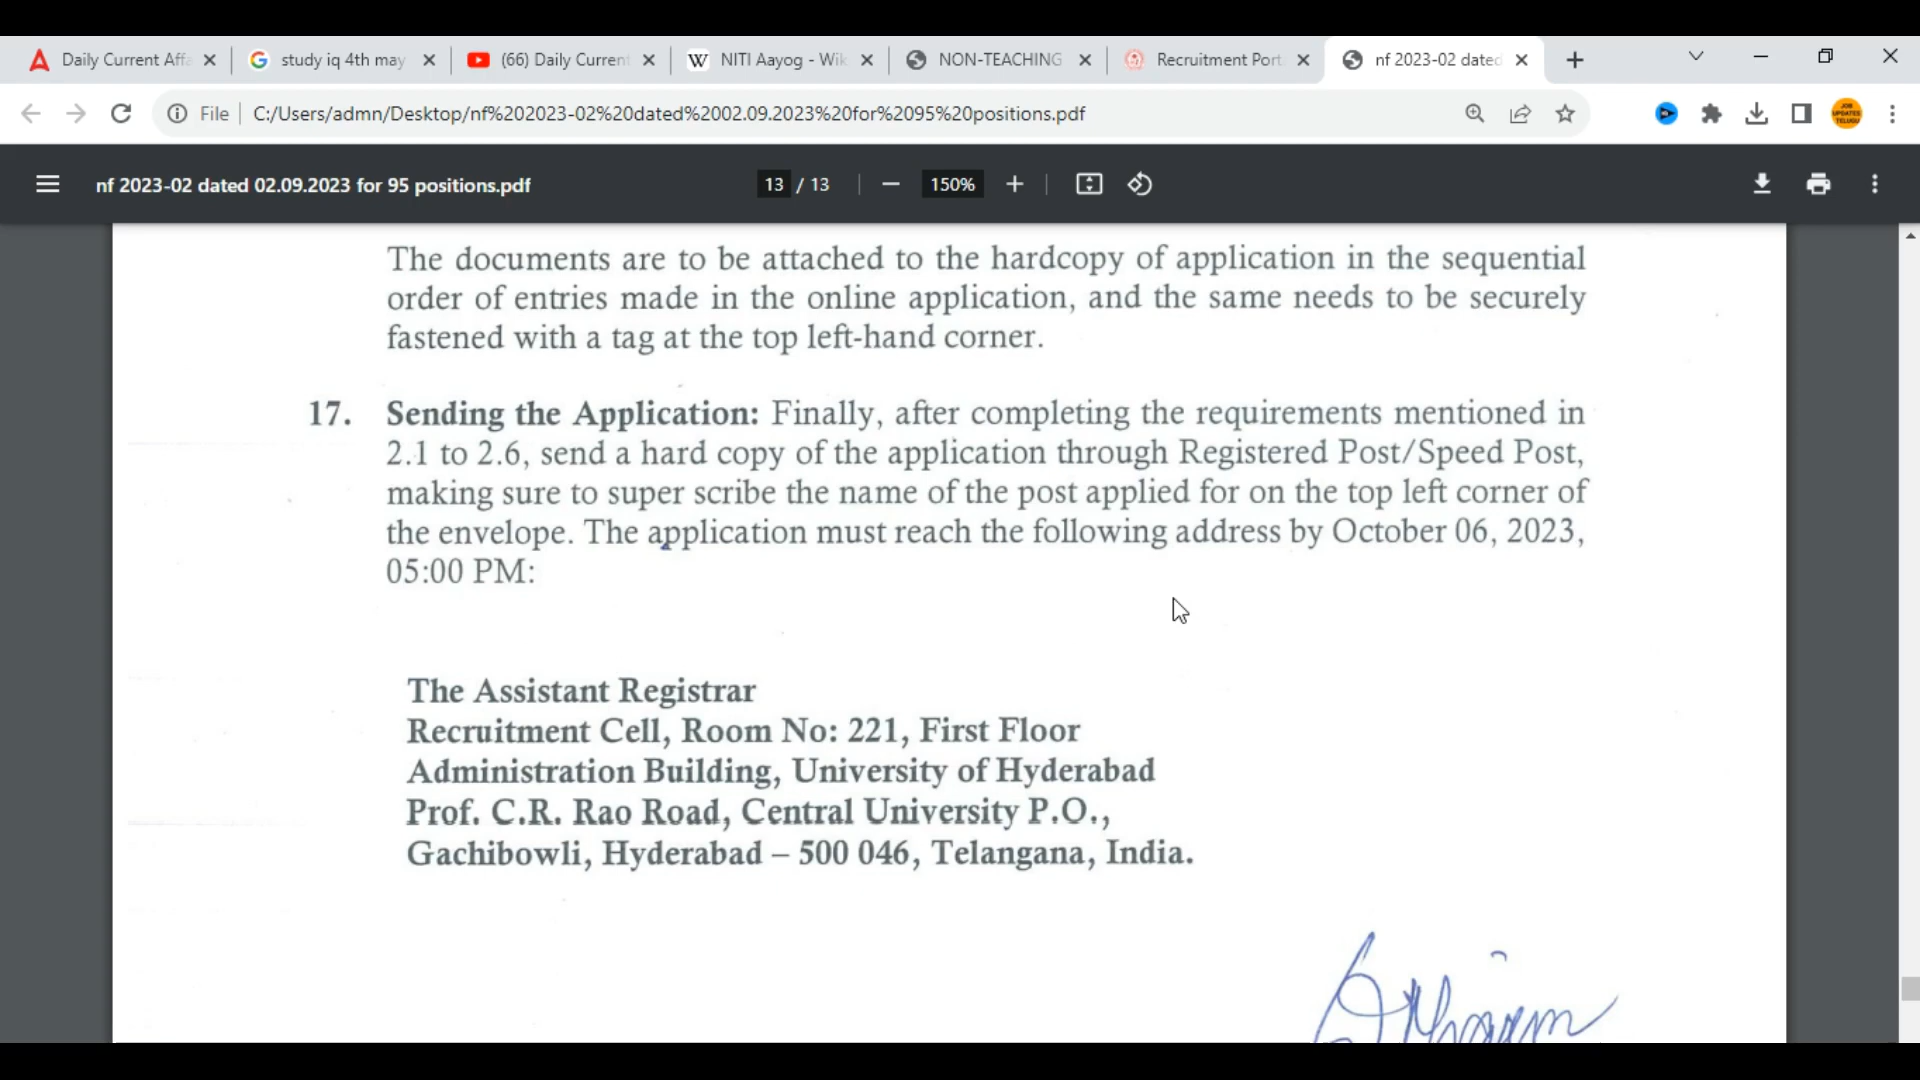 Daily Current Affa
study iq 4th may
(66) Daily Current
W NITI Aayog - Wik
NON-TEACHING
Recruitment Port
nf 2023-02 dated
File C:/Users/admn/Desktop/nf%202023-02%20dated%2002.09.2023%20for%2095%20positions.pdf
JOB UPDATES TELUGU
nf 2023-02 dated 02.09.2023 for 95 positions.pdf
13 / 13
150%
The documents are to be attached to the hardcopy of application in the sequential
order of entries made in the online application, and the same needs to be securely
fastened with a tag at the top left-hand corner.
17. Sending the Application: Finally, after completing the requirements mentioned in
2.1 to 2.6, send a hard copy of the application through Registered Post/Speed Post,
making sure to super scribe the name of the post applied for on the top left corner of
the envelope. The application must reach the following address by October 06, 2023,
05:00 PM:
The Assistant Registrar
Recruitment Cell, Room No: 221, First Floor
Administration Building, University of Hyderabad
Prof. C.R. Rao Road, Central University P.O.,
Gachibowli, Hyderabad – 500 046, Telangana, India.